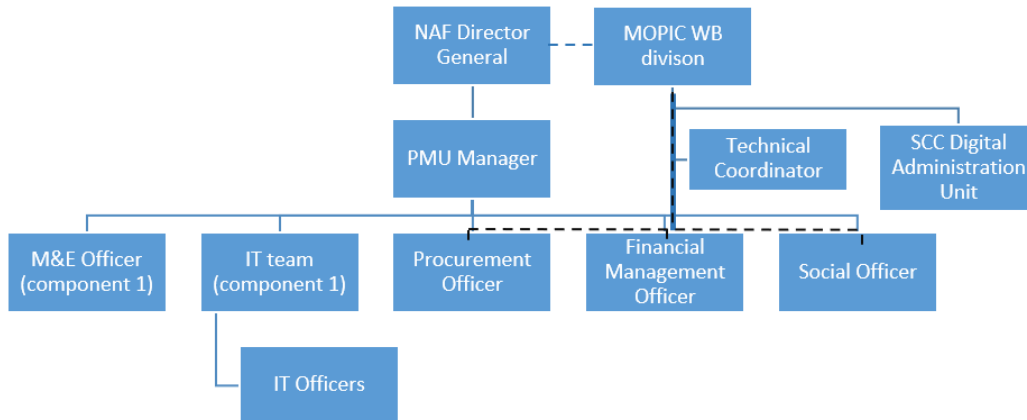 NAF Director
General
MOPIC WB
divison
PMU Manager
Technical
Coordinator
SCC Digital
Administration
Unit
M&E Officer
(component 1)
IT team
(component 1)
Procurement
Officer
Financial
Management
Officer
Social Officer
IT Officers